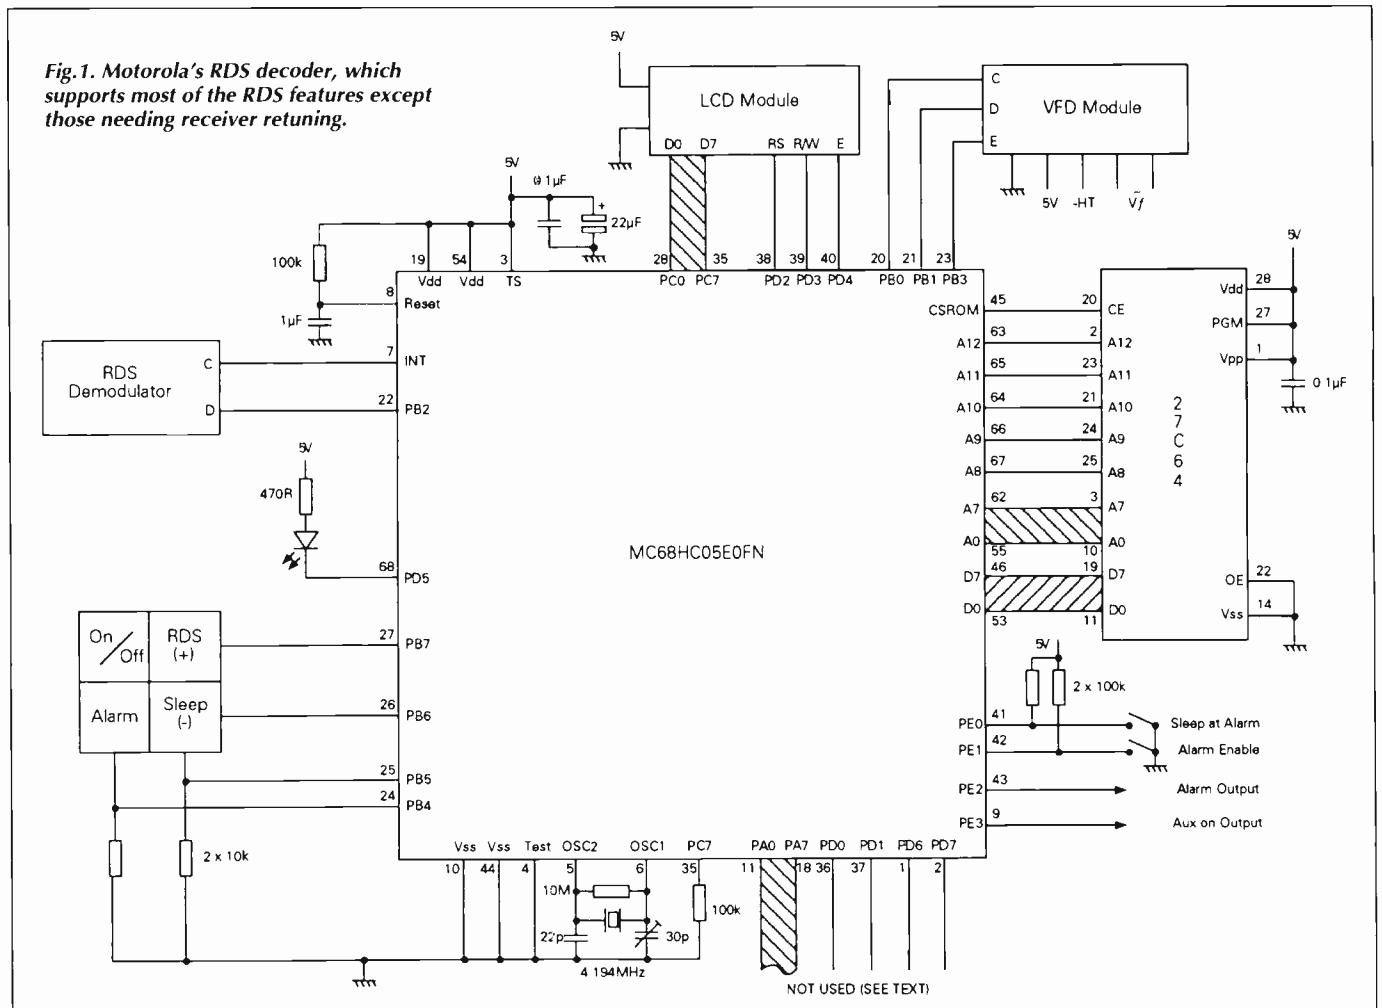 Fig.1. Motorola's RDS decoder, which
supports most of the RDS features except
those needing receiver retuning.
5V
LCD Module
D0 D7 RS R/W E
C
D
E
VFD Module
5V -HT Vf
5V
0.1µF
+
22µF
100k
1µF
19 54 3 28 35 38 39 40 20 21 23
Vdd Vdd TS PC0 PC7 PD2 PD3 PD4 PB0 PB1 PB3
8
Reset
RDS
Demodulator
C
D
7
INT
22
PB2
5V
470R
68
PD5
On/Off
RDS
(+)
Alarm
Sleep
(-)
27
PB7
26
PB6
25
PB5
24
PB4
2 x 10k
MC68HC05E0FN
CSROM 45 20 CE
A12 63 2 A12
A11 65 23 A11
A10 64 21 A10
A9 66 24 A9
A8 67 25 A8
A7 62 3 A7
A0 55 10 A0
D7 46 19 D7
D0 53 11 D0
27C64
5V
Vdd 28
PGM 27
Vpp 1
0.1µF
OE 22
Vss 14
5V
2 x 100k
PE0 41 Sleep at Alarm
PE1 42 Alarm Enable
PE2 43 Alarm Output
PE3 9 Aux on Output
Vss Vss Test OSC2 OSC1 PC7 PA0 PA7 PD0 PD1 PD6 PD7
10 44 4 5 6 35 11 18 36 37 1 2
10M
22p
30p
4.194MHz
100k
NOT USED (SEE TEXT)